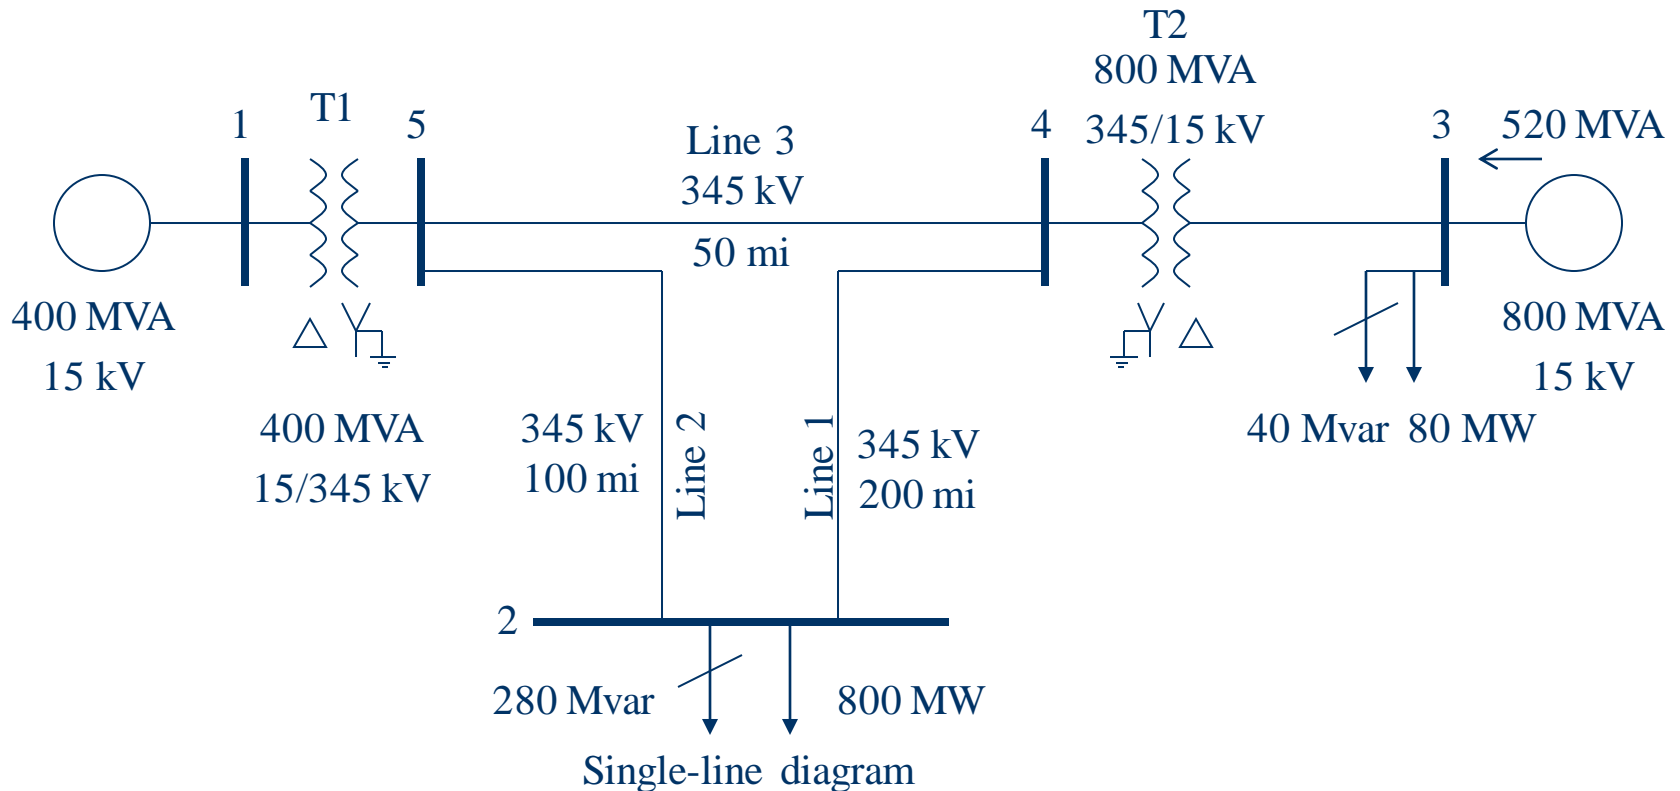 T2
800 MVA
345/15 kV
1
T1
5
Line 3
345 kV
50 mi
4
3
520 MVA
400 MVA
15 kV
800 MVA
15 kV
400 MVA
15/345 kV
345 kV
100 mi
Line 2
Line 1
345 kV
200 mi
40 Mvar 80 MW
2
280 Mvar
800 MW
Single-line diagram